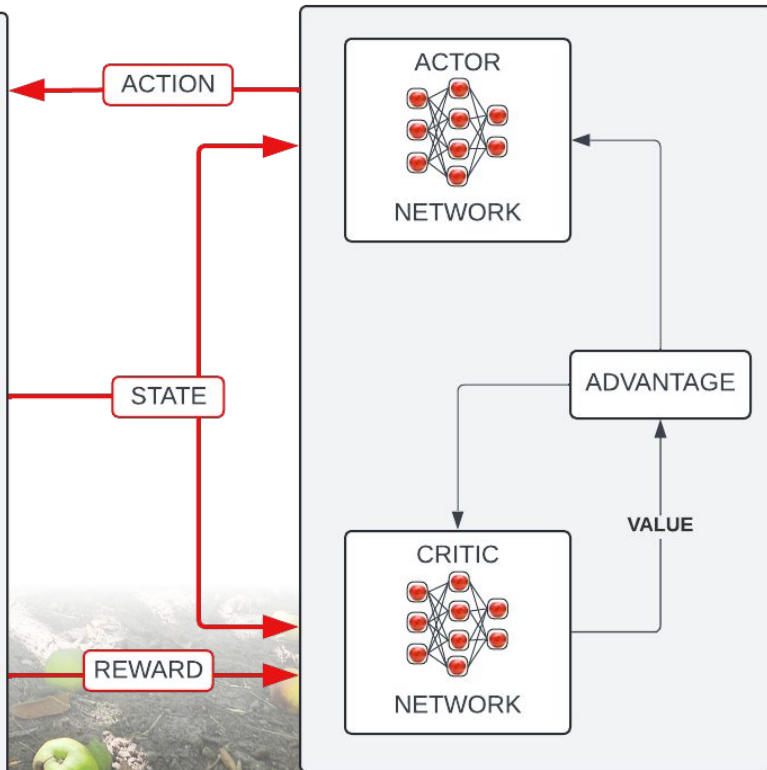 ACTION
ACTOR
NETWORK
STATE
ADVANTAGE
VALUE
CRITIC
NETWORK
REWARD